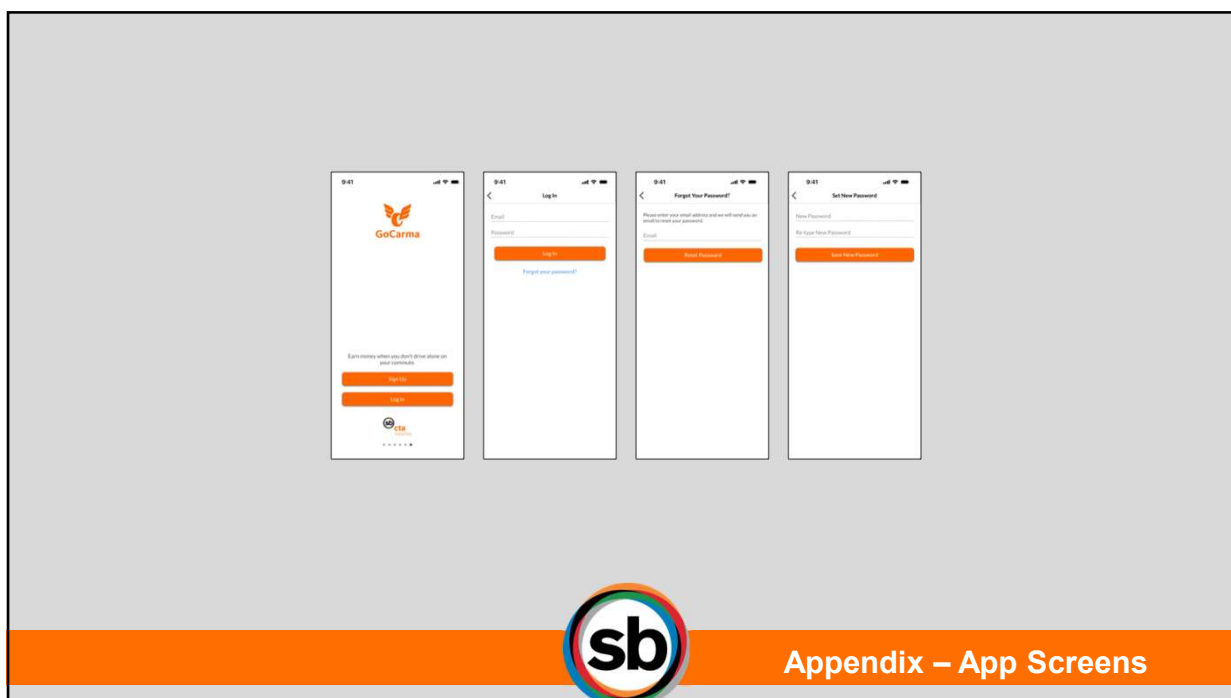 9:41
GoCarma
Earn money when you don't drive alone on
your commute
Sign Up
Log In
sb
cta
9:41
Log In
Email
Password
Log In
Forgot your password?
9:41
Forgot Your Password?
Please enter your email address and we will send you an
email to reset your password.
Email
Reset Password
9:41
Set New Password
New Password
Re-type New Password
Save New Password
sb
Appendix – App Screens